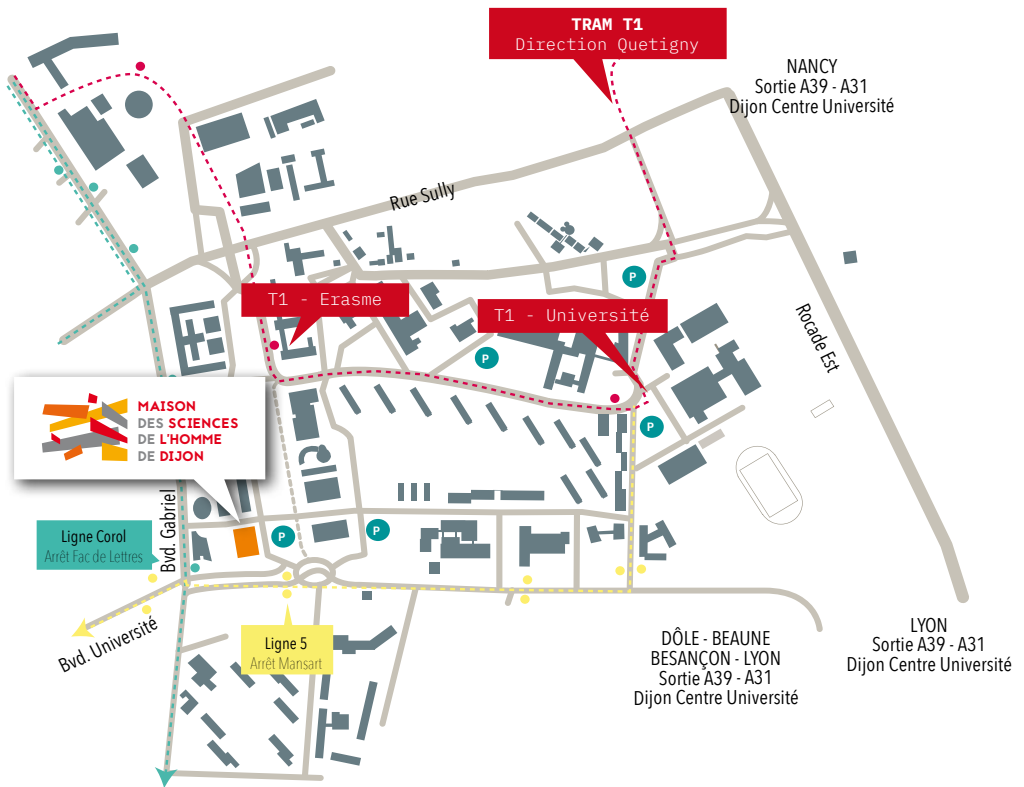 TRAM T1
Direction Quetigny
NANCY
Sortie A39 - A31
Dijon Centre Université
Rue Sully
P
T1 - Erasme
T1 - Université
Rocade Est
P
MAISON
DES SCIENCES
DE L'HOMME
DE DIJON
P
Bvd. Gabriel
Ligne Corol
Arrêt Fac de Lettres
P
P
Bvd. Université
Ligne 5
Arrêt Mansart
DÔLE - BEAUNE
BESANÇON - LYON
Sortie A39 - A31
Dijon Centre Université
LYON
Sortie A39 - A31
Dijon Centre Université